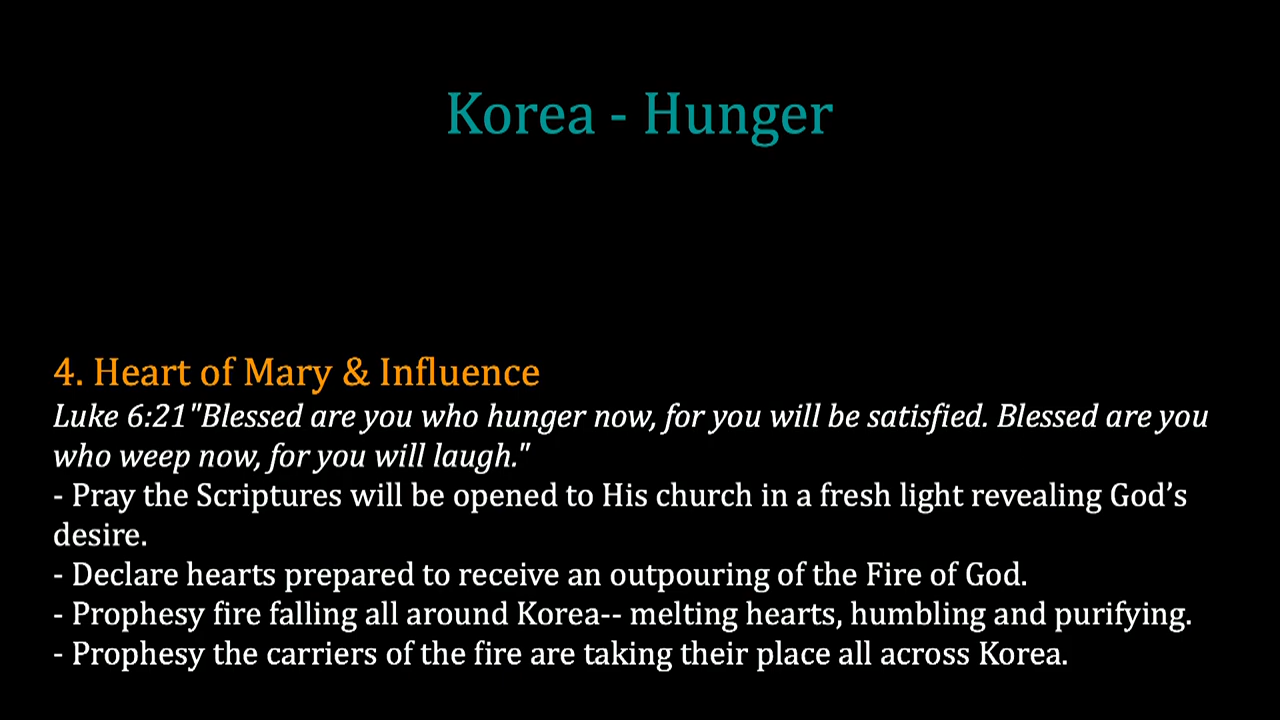 Korea - Hunger
4. Heart of Mary & Influence
Luke 6:21"Blessed are you who hunger now, for you will be satisfied. Blessed are you
who weep now, for you will laugh."
- Pray the Scriptures will be opened to His church in a fresh light revealing God’s
desire.
- Declare hearts prepared to receive an outpouring of the Fire of God.
- Prophesy fire falling all around Korea-- melting hearts, humbling and purifying.
- Prophesy the carriers of the fire are taking their place all across Korea.